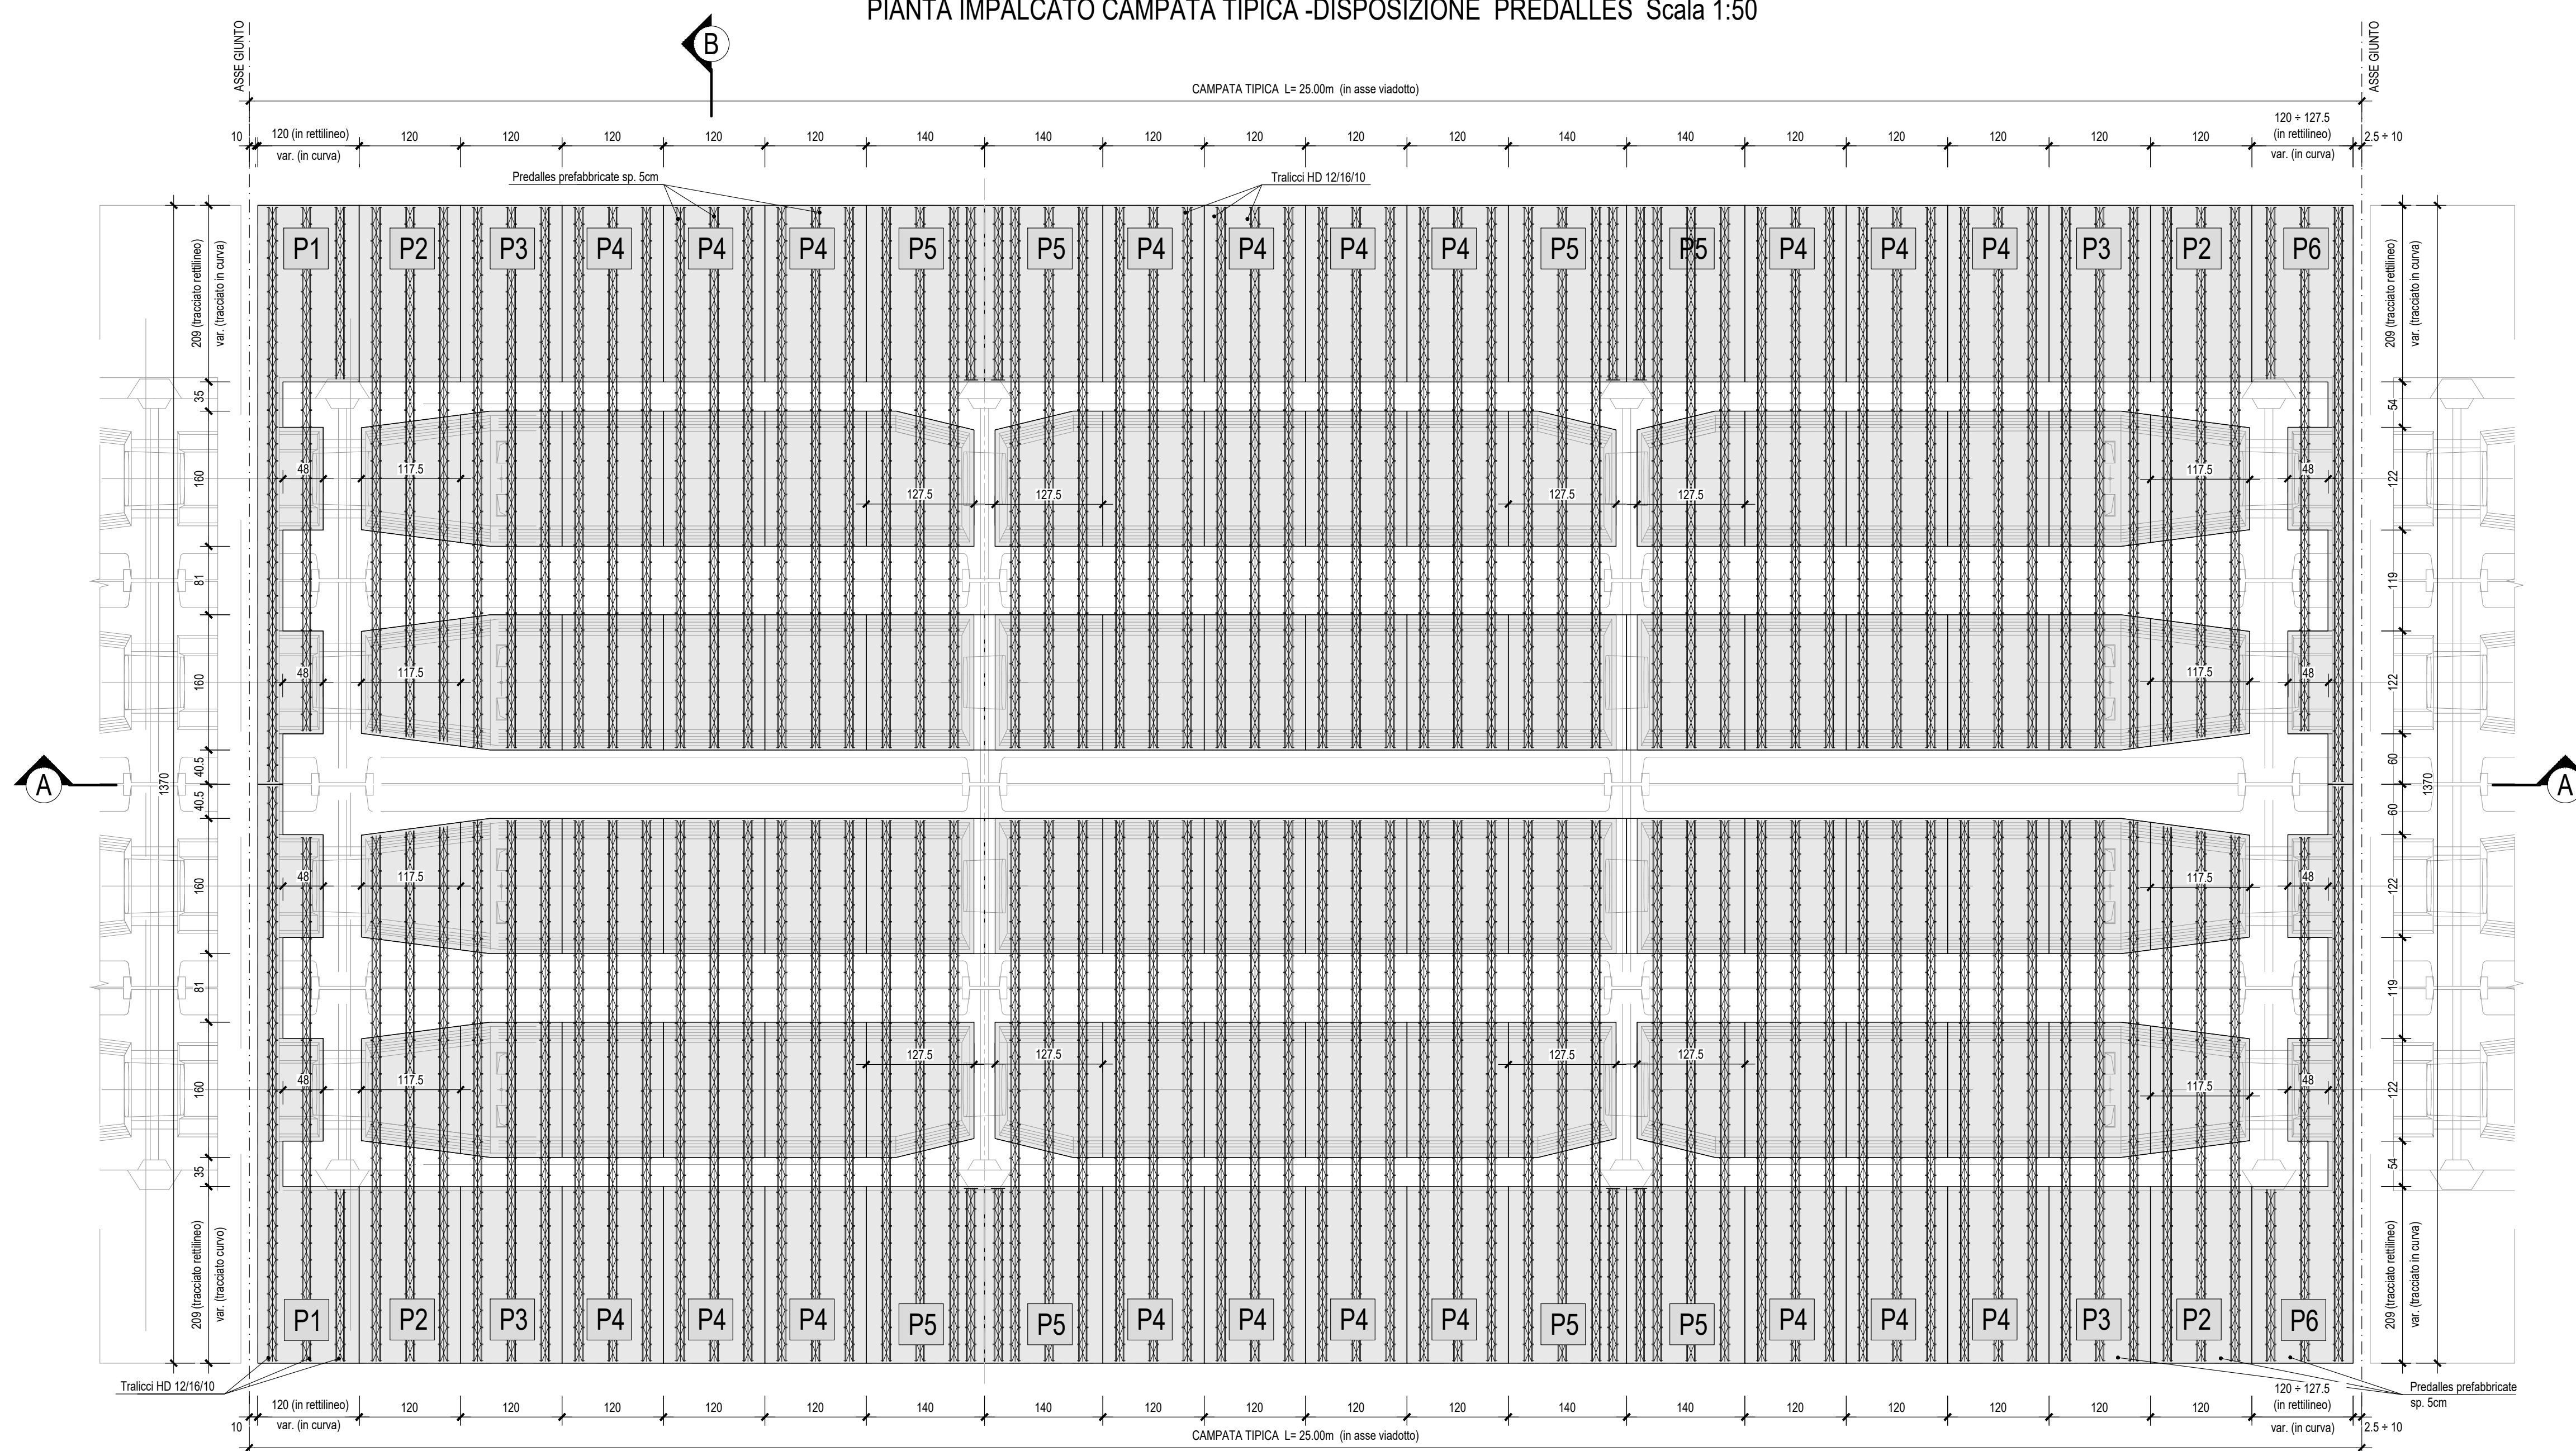 PIANTA IMPALCATO CAMPATA TIPICA -DISPOSIZIONE PREDALLES Scala 1:50
B
ASSE GIUNTO
ASSE GIUNTO
CAMPATA TIPICA L= 25.00m (in asse viadotto)
10
120 (in rettilineo)
var. (in curva)
120 120 120 120 120 140 140 120 120 120 120 140 140 120 120 120 120 120
120 ÷ 127.5
(in rettilineo)
var. (in curva)
2.5 ÷ 10
Predalles prefabbricate sp. 5cm
Tralicci HD 12/16/10
P1 P2 P3 P4 P4 P4 P5 P5 P4 P4 P4 P4 P5 P5 P4 P4 P4 P3 P2 P6
209 (tracciato rettilineo)
var. (tracciato in curva)
209 (tracciato rettilineo)
var. (tracciato in curva)
35
54
160
48 117.5 117.5 48
122
127.5 127.5 127.5 127.5
81
119
160
48 117.5 117.5 48
122
40.5
60
A
1370
1370
A
40.5
60
160
48 117.5 117.5 48
122
81
119
127.5 127.5 127.5 127.5
160
48 117.5 117.5 48
122
35
54
209 (tracciato rettilineo)
var. (tracciato curvo)
209 (tracciato rettilineo)
var. (tracciato in curva)
P1 P2 P3 P4 P4 P4 P5 P5 P4 P4 P4 P4 P5 P5 P4 P4 P4 P3 P2 P6
Tralicci HD 12/16/10
Predalles prefabbricate
sp. 5cm
10
120 (in rettilineo)
var. (in curva)
120 120 120 120 120 140 140 120 120 120 120 140 140 120 120 120 120 120
120 ÷ 127.5
(in rettilineo)
var. (in curva)
2.5 ÷ 10
CAMPATA TIPICA L= 25.00m (in asse viadotto)